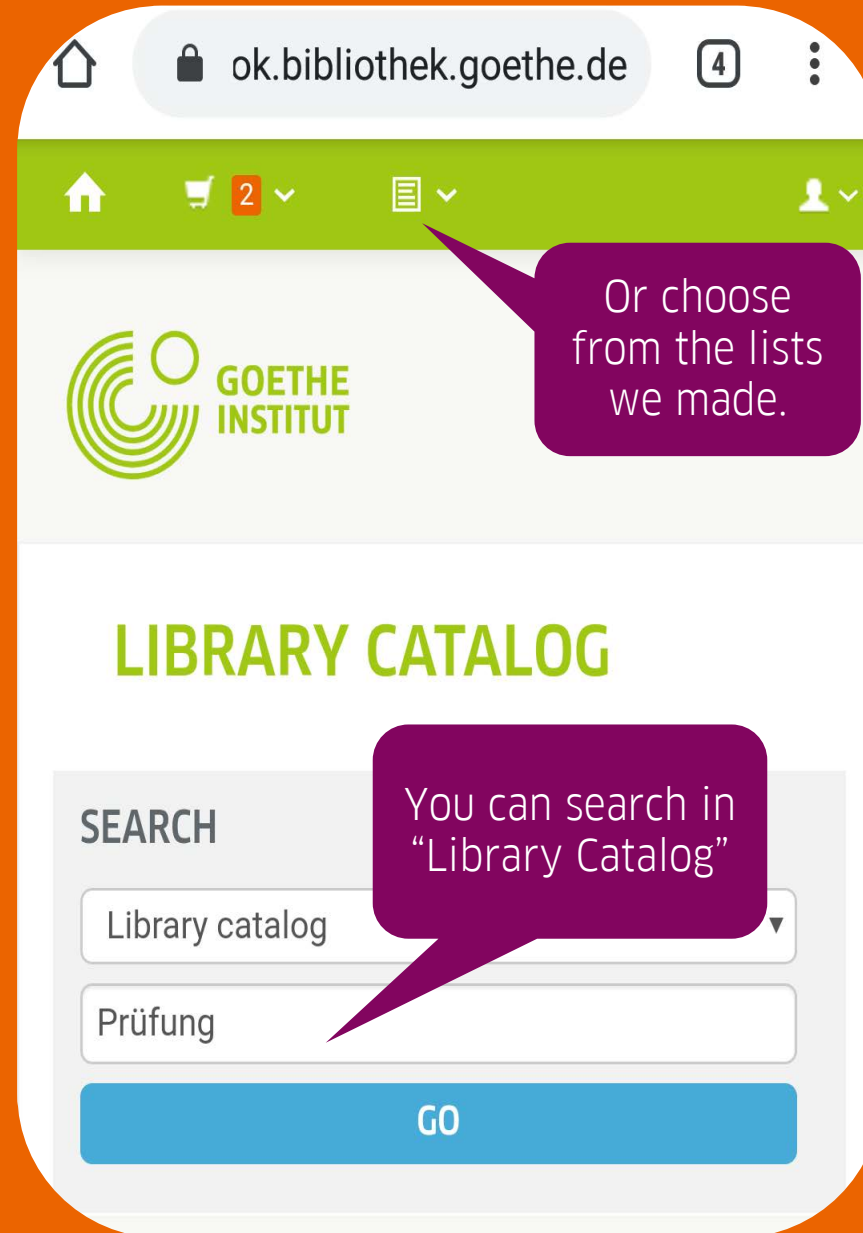 ok.bibliothek.goethe.de 4
2
Or choose
from the lists
we made.
GOETHE
INSTITUT
LIBRARY CATALOG
SEARCH
You can search in
“Library Catalog”
Library catalog
Prüfung
GO